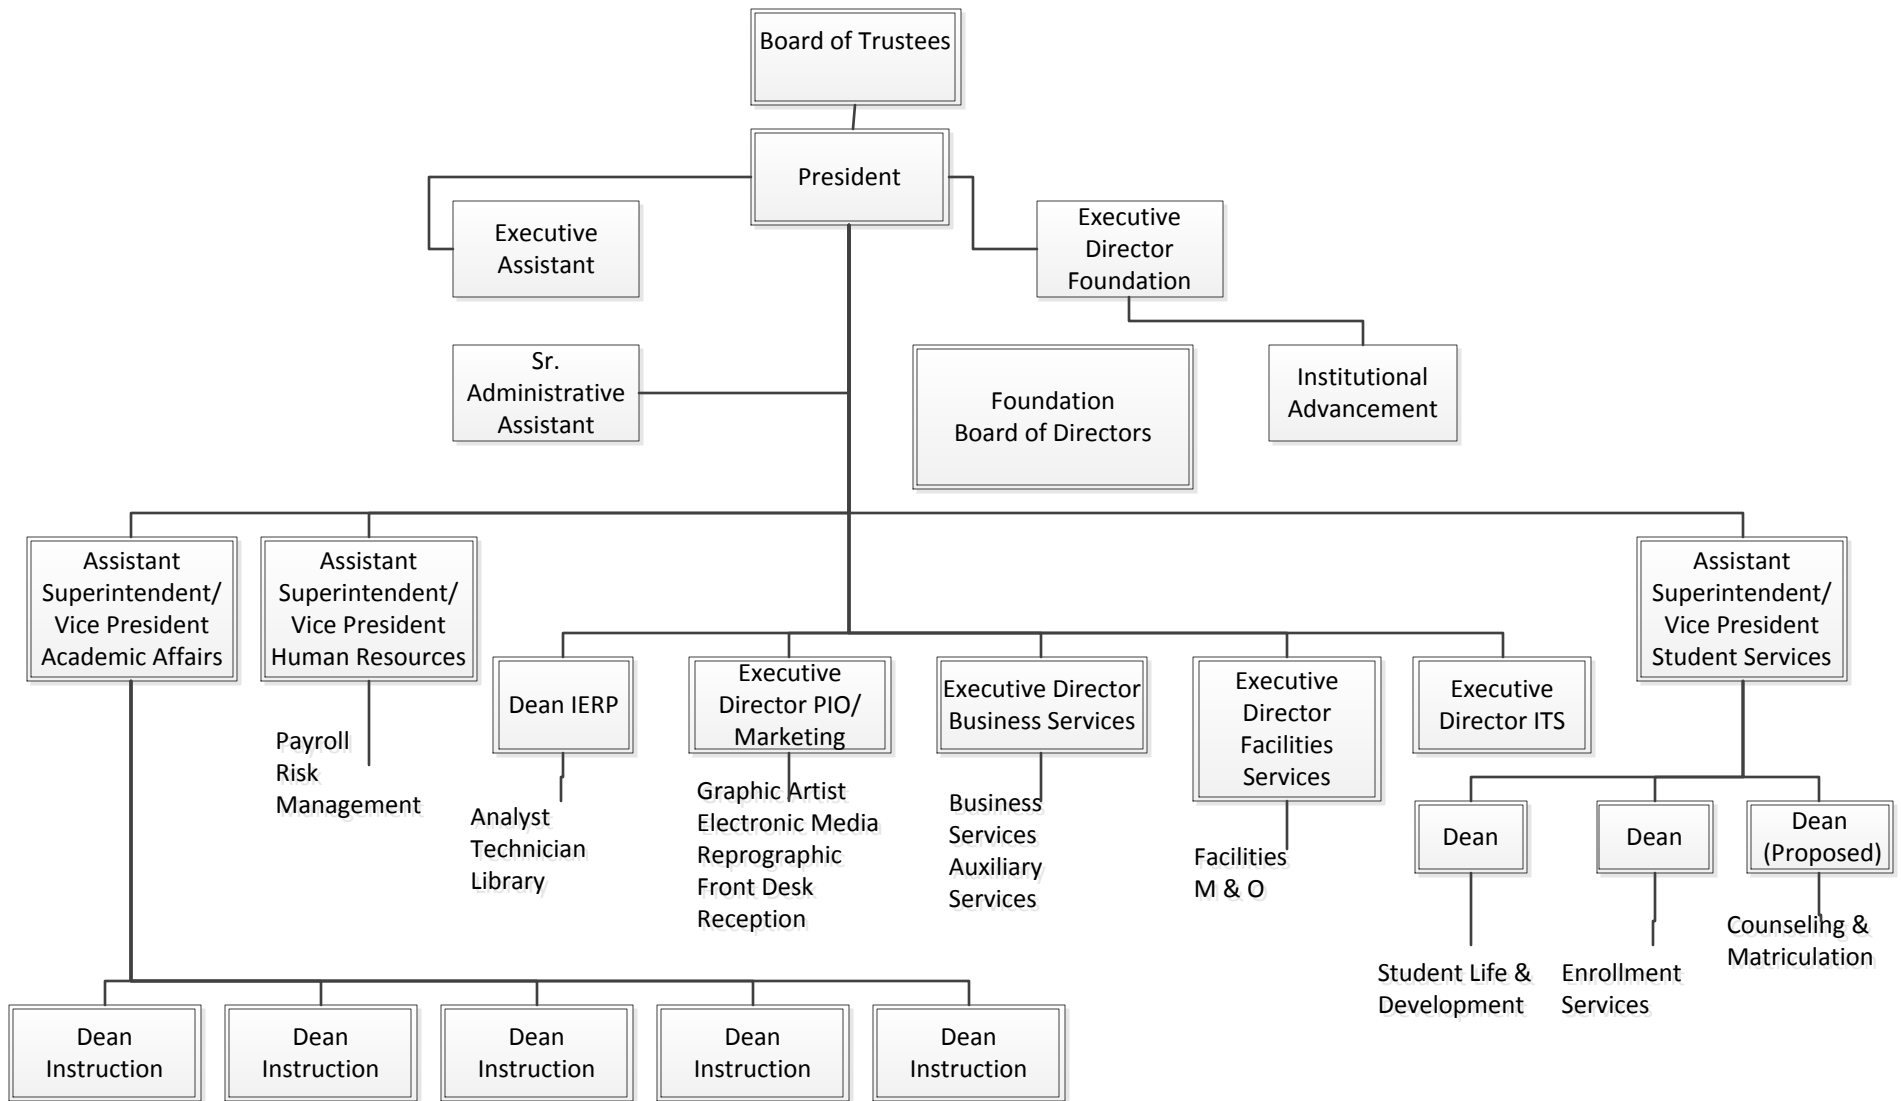 Board of Trustees
President
Executive
Assistant
Executive
Director
Foundation
Sr.
Administrative
Assistant
Foundation
Board of Directors
Institutional
Advancement
Assistant
Superintendent/
Vice President
Academic Affairs
Assistant
Superintendent/
Vice President
Human Resources
Assistant
Superintendent/
Vice President
Student Services
Payroll
Risk
Management
Dean IERP
Executive
Director PIO/
Marketing
Executive Director
Business Services
Executive
Director
Facilities
Services
Executive
Director ITS
Analyst
Technician
Library
Graphic Artist
Electronic Media
Reprographic
Front Desk
Reception
Business
Services
Auxiliary
Services
Facilities
M & O
Dean
Dean
Dean
(Proposed)
Student Life &
Development
Enrollment
Services
Counseling &
Matriculation
Dean
Instruction
Dean
Instruction
Dean
Instruction
Dean
Instruction
Dean
Instruction